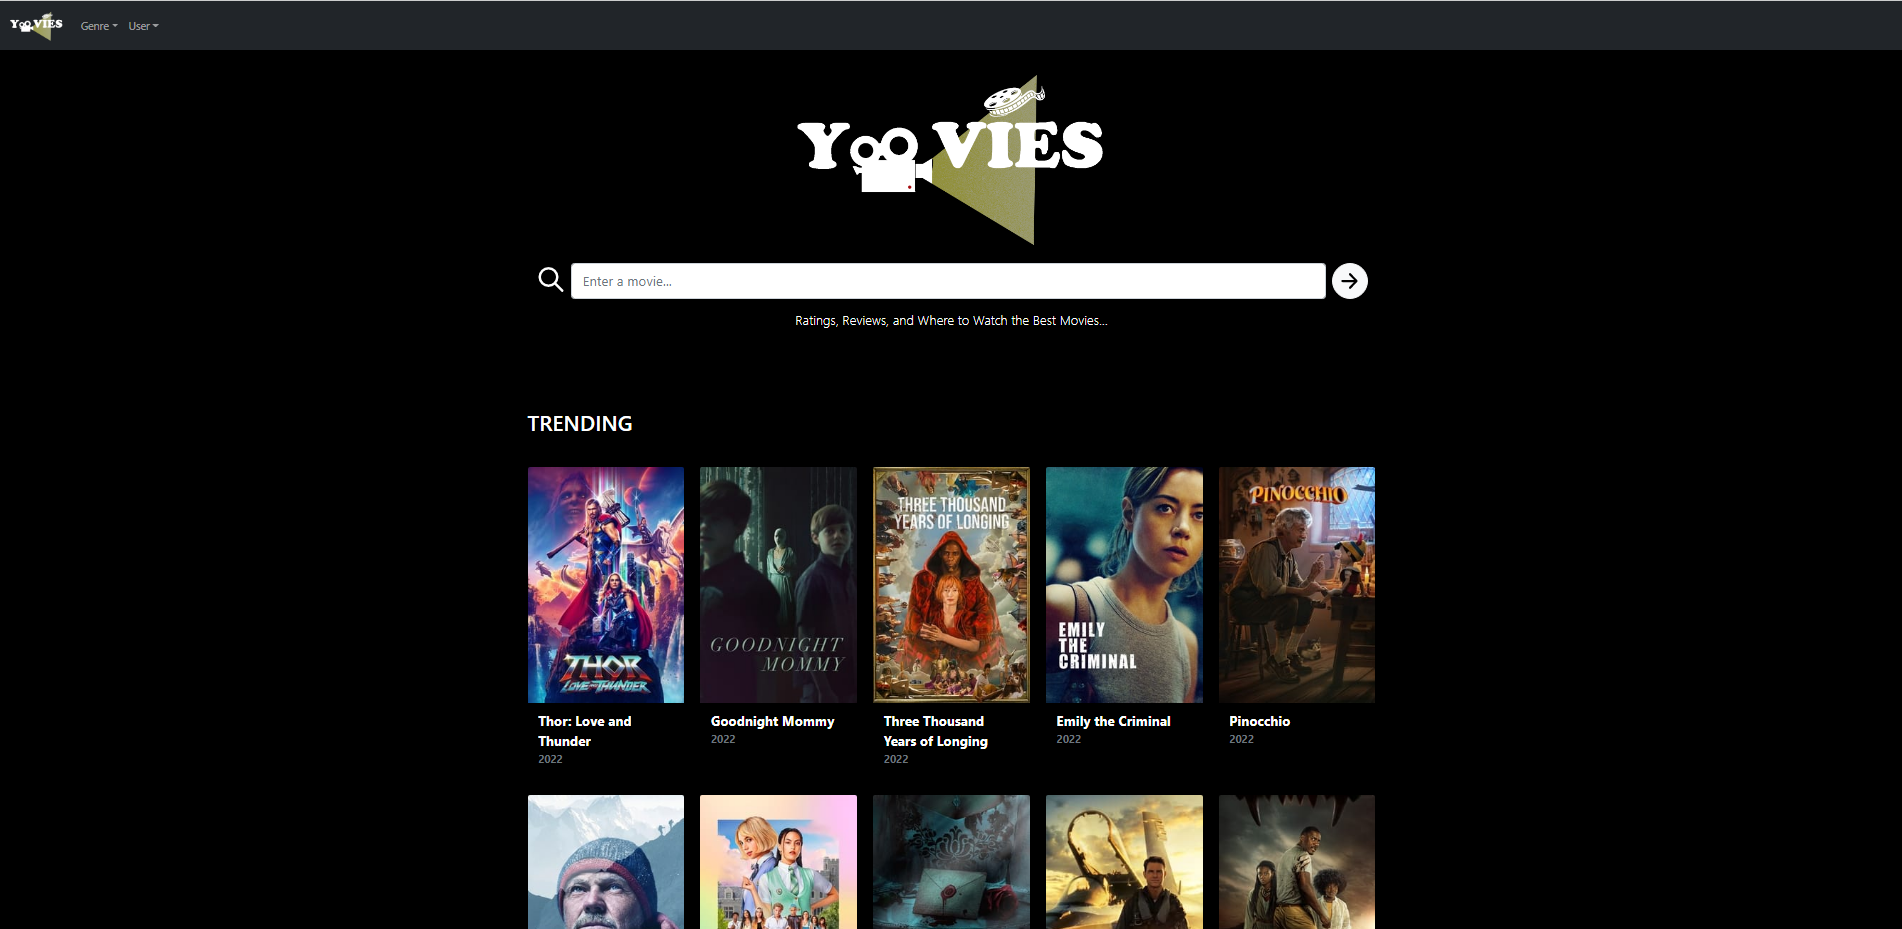 YOOVIES
Genre
User
YOOVIES
Enter a movie...
Ratings, Reviews, and Where to Watch the Best Movies...
TRENDING
THOR
LOVE AND THUNDER
GOODNIGHT
MOMMY
THREE THOUSAND
YEARS OF LONGING
EMILY
THE
CRIMINAL
PINOCCHIO
Thor: Love and
Thunder
2022
Goodnight Mommy
2022
Three Thousand
Years of Longing
2022
Emily the Criminal
2022
Pinocchio
2022